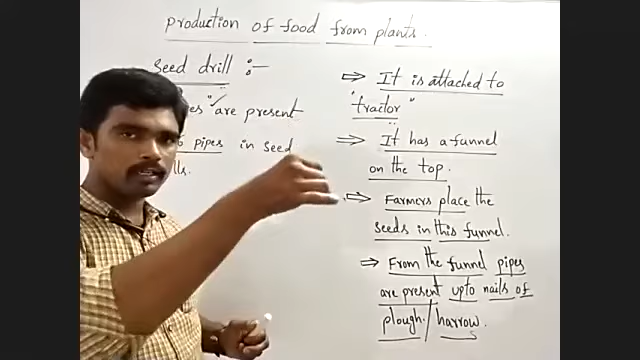 Production of food from plants.
Seed drill :-
are present
pipes in seed
It is attached to
"tractor"
It has a funnel
on the top.
Farmers place the
seeds in this funnel.
From the funnel pipes
are present upto nails of
plough/harrow.